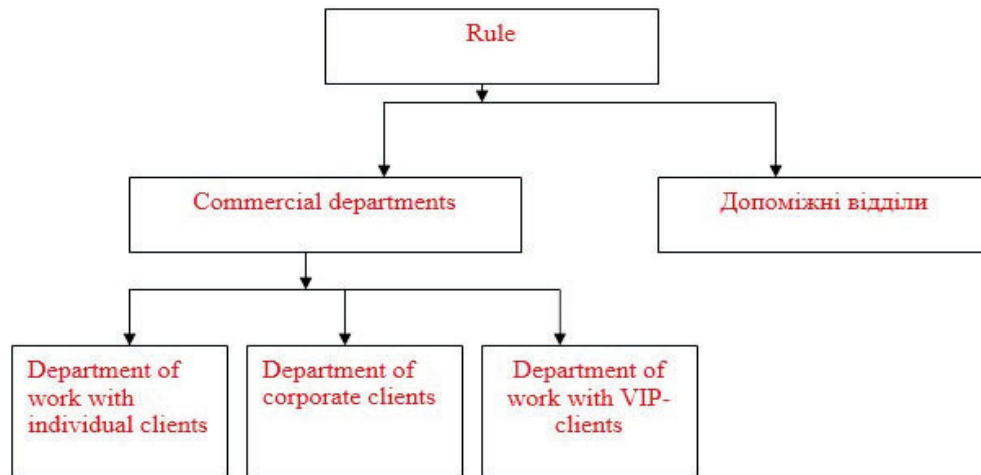 Rule
Commercial departments
Допоміжні відділи
Department of
work with
individual clients
Department of
corporate clients
Department of
work with VIP-
clients